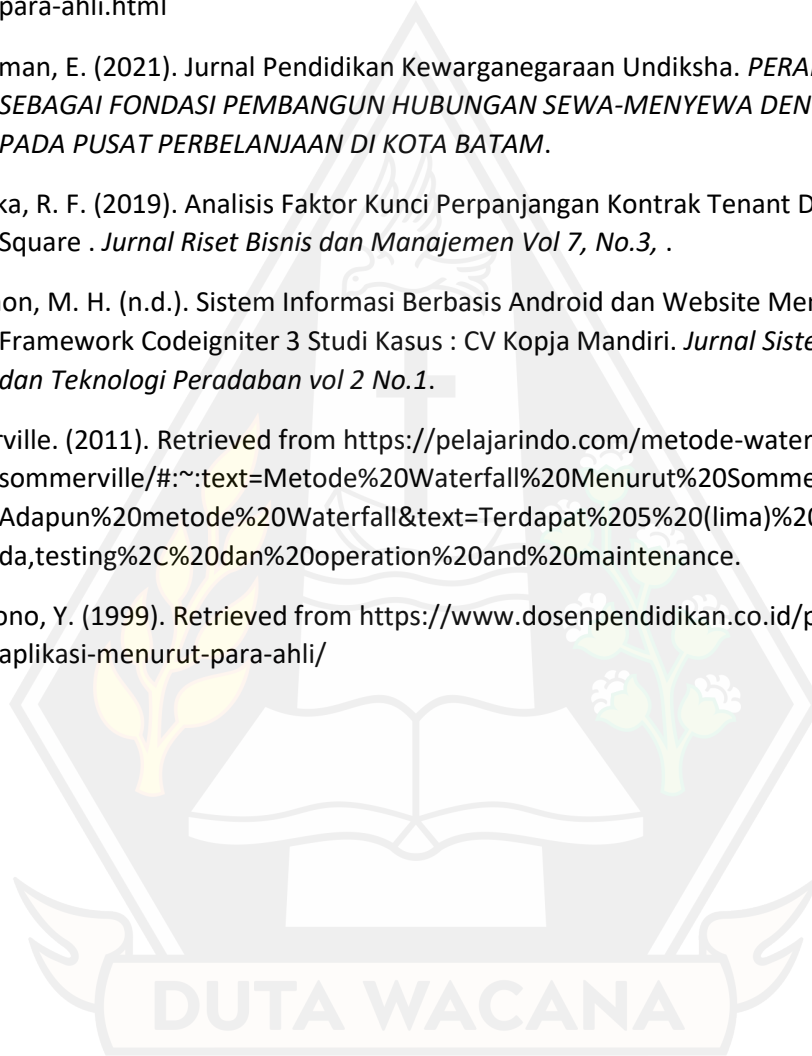 para-ahli.html
man, E. (2021). Jurnal Pendidikan Kewarganegaraan Undiksha. PERA
SEBAGAI FONDASI PEMBANGUN HUBUNGAN SEWA-MENYEWA DEN
PADA PUSAT PERBELANJAAN DI KOTA BATAM.
ka, R. F. (2019). Analisis Faktor Kunci Perpanjangan Kontrak Tenant D
Square . Jurnal Riset Bisnis dan Manajemen Vol 7, No.3, .
on, M. H. (n.d.). Sistem Informasi Berbasis Android dan Website Men
Framework Codeigniter 3 Studi Kasus : CV Kopja Mandiri. Jurnal Siste
dan Teknologi Peradaban vol 2 No.1.
rville. (2011). Retrieved from https://pelajarindo.com/metode-water
sommerville/#:~:text=Metode%20Waterfall%20Menurut%20Somme
Adapun%20metode%20Waterfall&text=Terdapat%205%20(lima)%20
da,testing%2C%20dan%20operation%20and%20maintenance.
ono, Y. (1999). Retrieved from https://www.dosenpendidikan.co.id/p
aplikasi-menurut-para-ahli/
DUTA WACANA